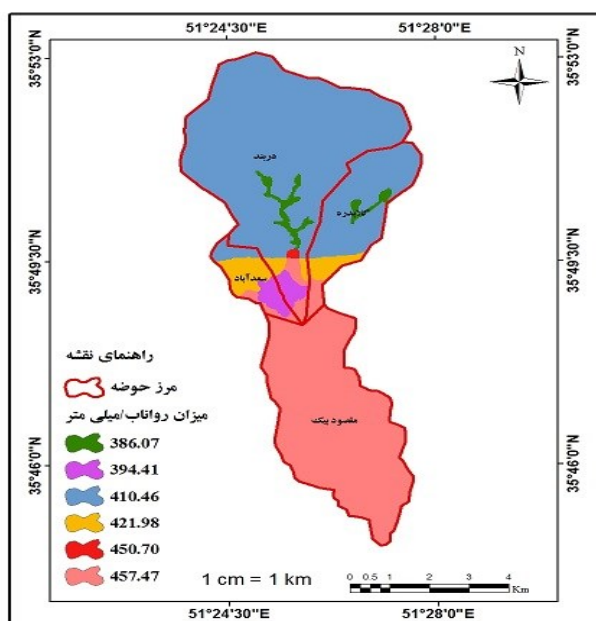 51°24'30"E 51°28'0"E
N
35°53'0"N 35°53'0"N
دربند
گلابدره
35°49'30"N 35°49'30"N
سعدآباد
راهنمای نقشه
مرز حوضه
میزان رواناب/میلی متر
مقصود بیک
386.07
35°46'0"N 35°46'0"N
394.41
410.46
421.98
450.70
457.47
1 cm = 1 km
0 0.5 1 2 3 4
Km
51°24'30"E 51°28'0"E